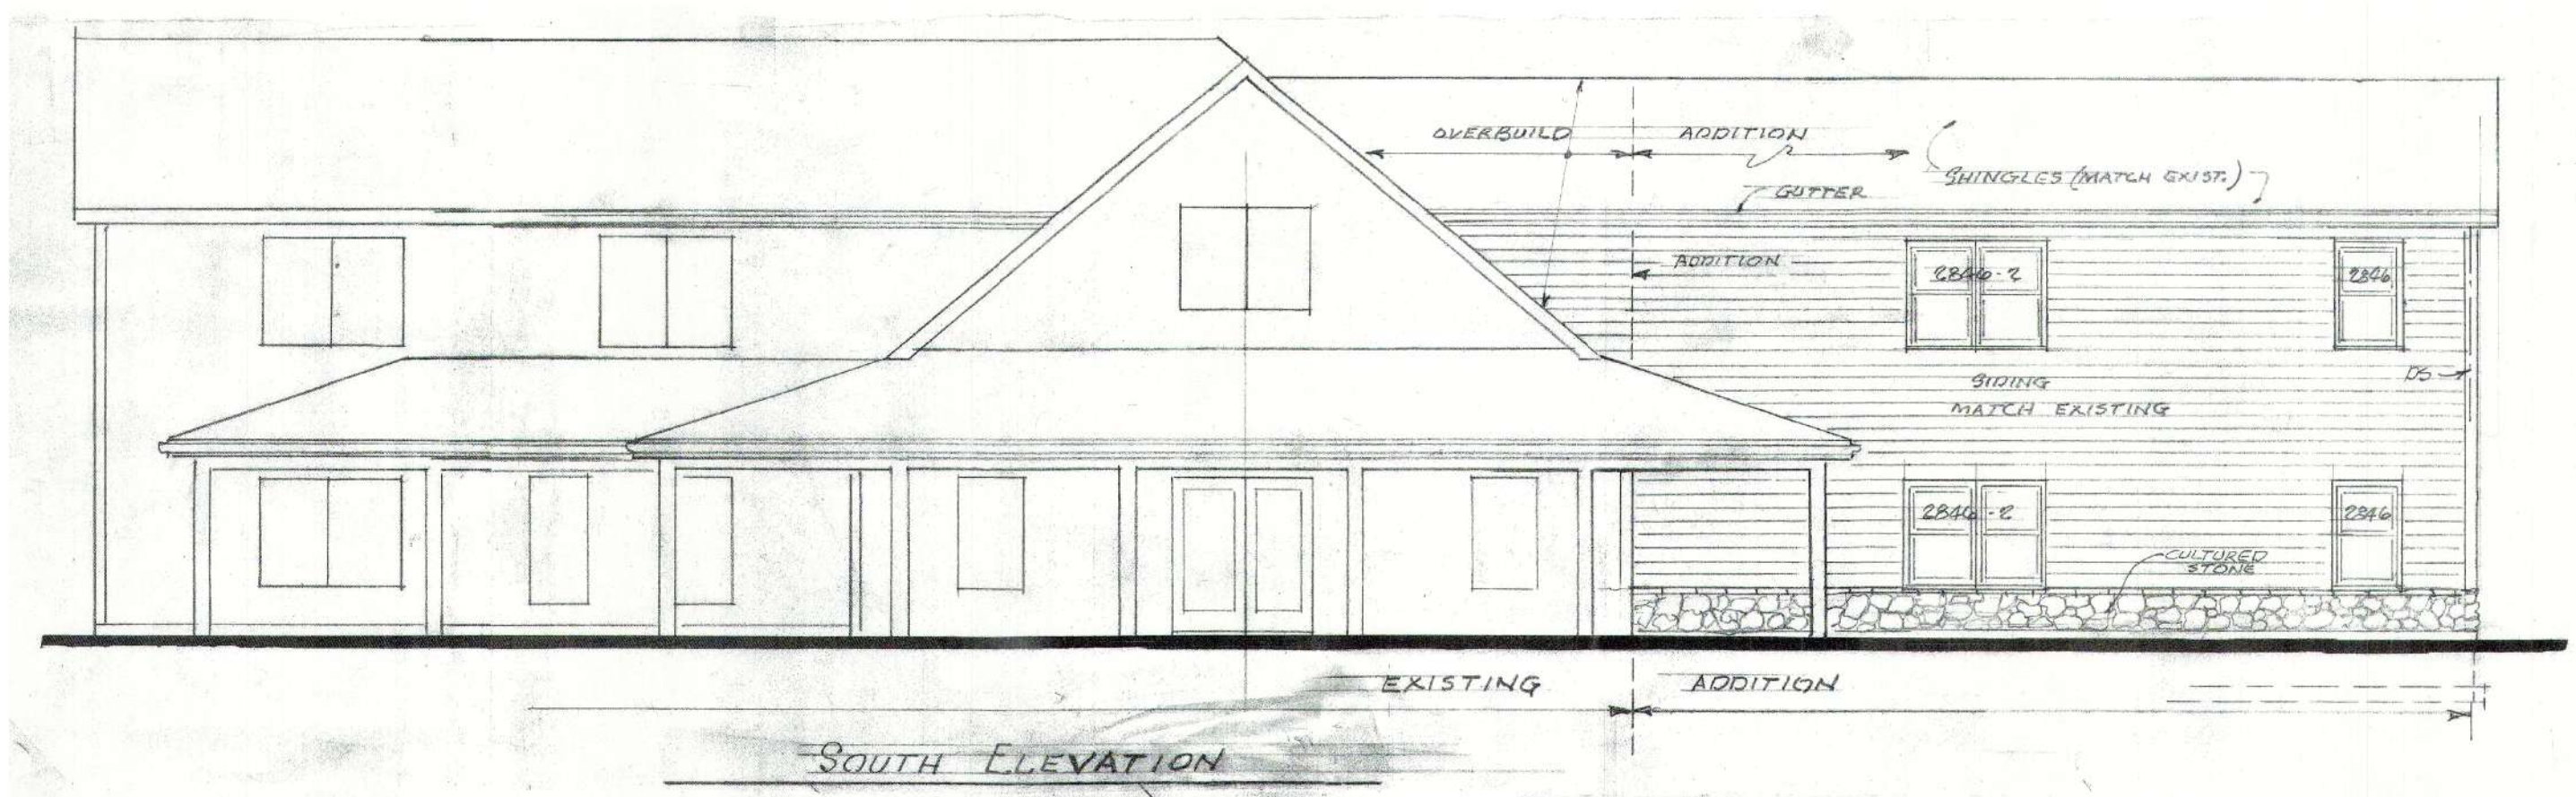 OVERBUILD
ADDITION
SHINGLES (MATCH EXIST.)
GUTTER
ADDITION
2846-2
2846
SIDING
MATCH EXISTING
DS
2846-2
2846
CULTURED
STONE
EXISTING
ADDITION
SOUTH ELEVATION